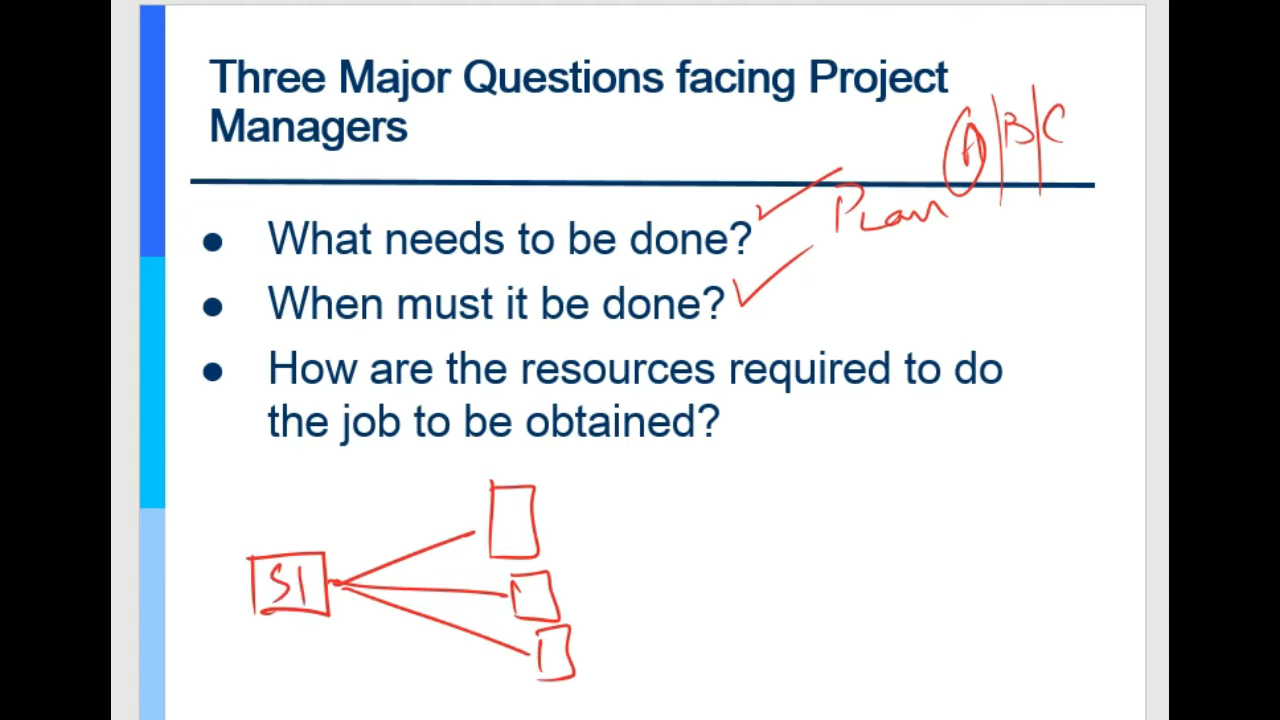 Three Major Questions facing Project
Managers
Plan A | B | C
● What needs to be done?
● When must it be done?
● How are the resources required to do
the job to be obtained?
S1